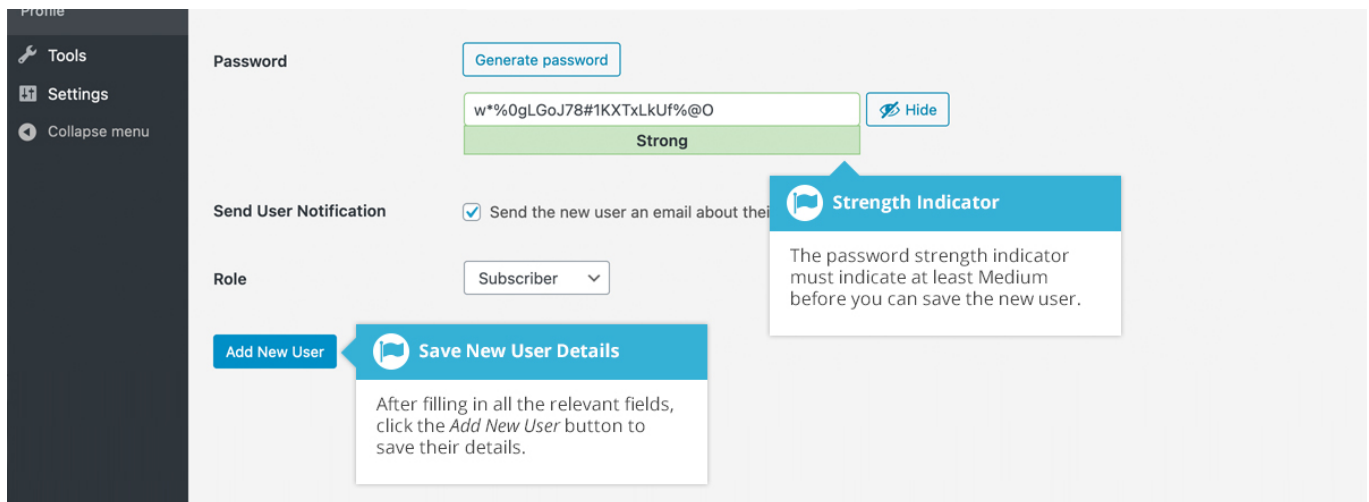 Profile
Tools
Settings
Collapse menu
Password
Generate password
w*%0gLGoJ78#1KXTxLkUf%@O
Hide
Strong
Send User Notification
Send the new user an email about thei
Strength Indicator
The password strength indicator
must indicate at least Medium
before you can save the new user.
Role
Subscriber
Add New User
Save New User Details
After filling in all the relevant fields,
click the Add New User button to
save their details.